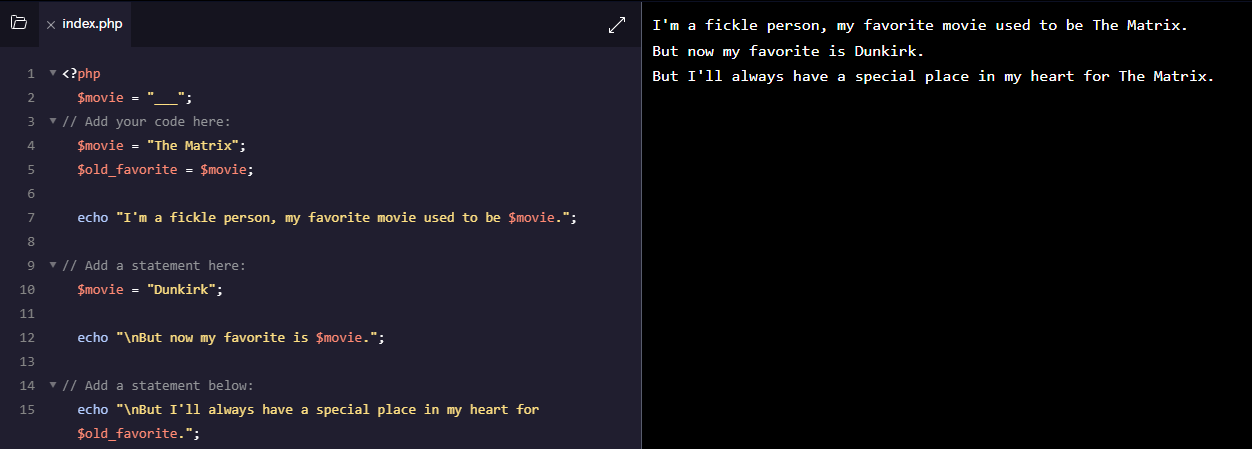 index.php
1 <?php
2 $movie = "___";
3 // Add your code here:
4 $movie = "The Matrix";
5 $old_favorite = $movie;
6
7 echo "I'm a fickle person, my favorite movie used to be $movie.";
8
9 // Add a statement here:
10 $movie = "Dunkirk";
11
12 echo "\nBut now my favorite is $movie.";
13
14 // Add a statement below:
15 echo "\nBut I'll always have a special place in my heart for
$old_favorite.";
I'm a fickle person, my favorite movie used to be The Matrix.
But now my favorite is Dunkirk.
But I'll always have a special place in my heart for The Matrix.